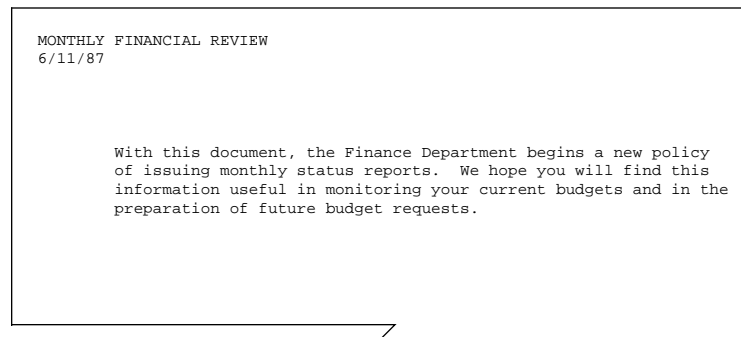 MONTHLY FINANCIAL REVIEW
6/11/87
With this document, the Finance Department begins a new policy
of issuing monthly status reports.  We hope you will find this
information useful in monitoring your current budgets and in the
preparation of future budget requests.